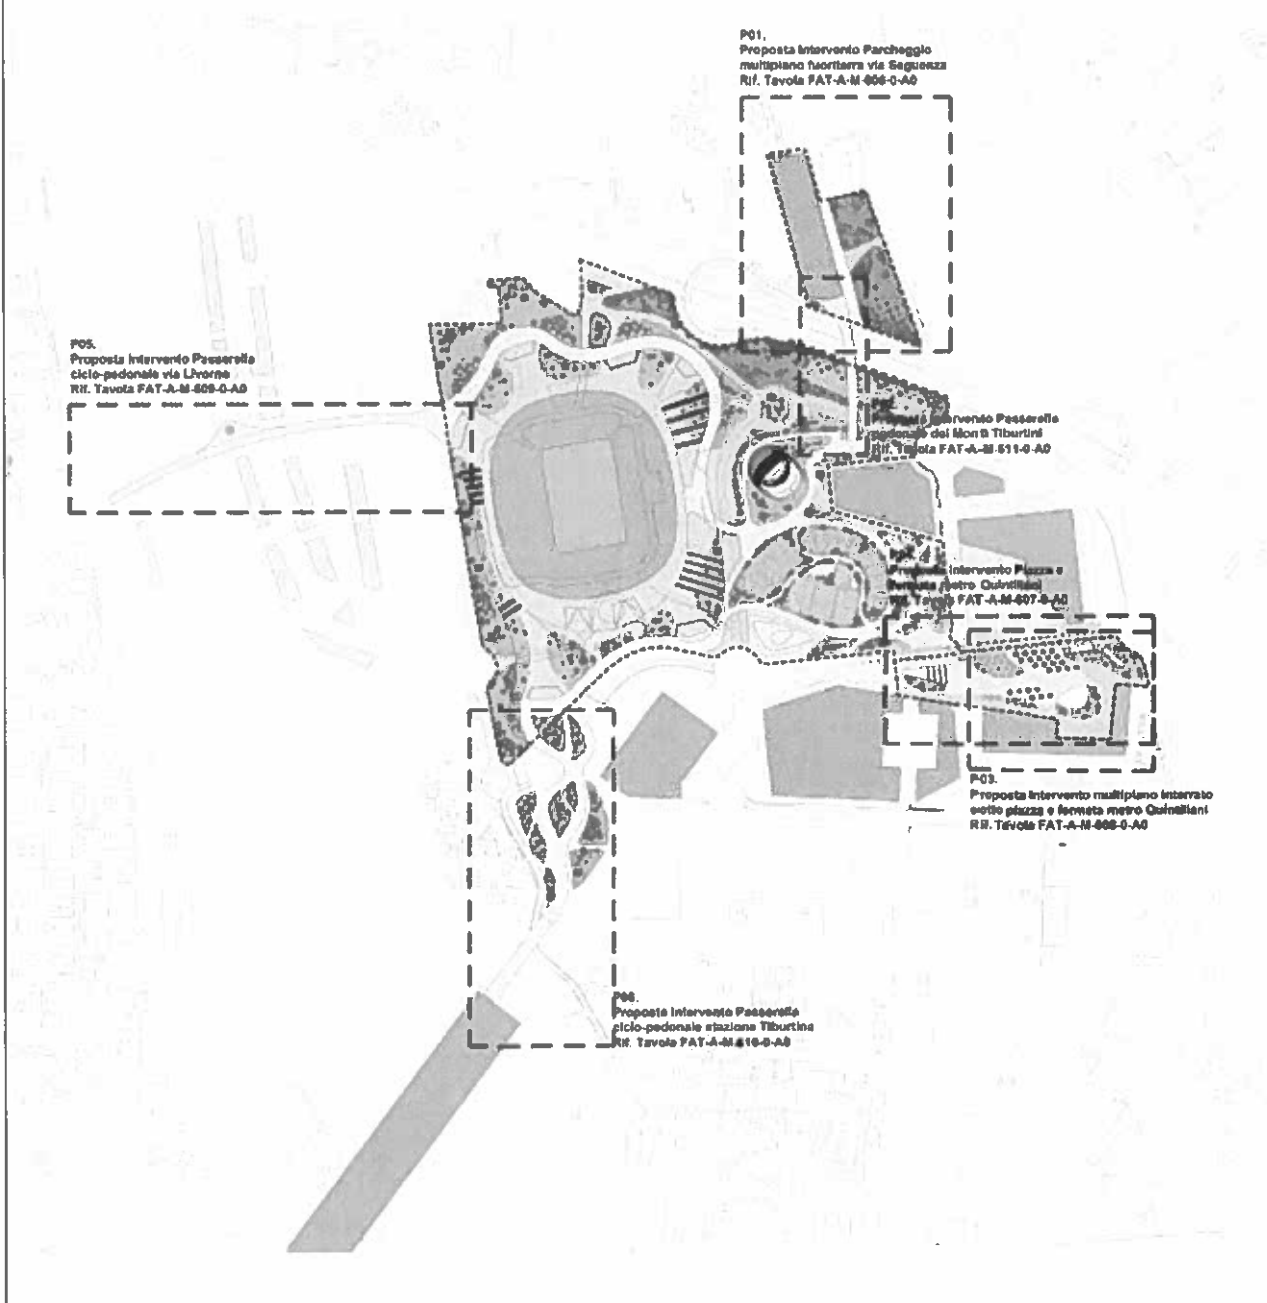 P01.
Proposta Intervento Parcheggio
multipiano fuoriterra via Seguenza
Rif. Tavola FAT-A-M-606-0-A0
P05.
Proposta Intervento Passerella
ciclo-pedonale via Livorno
Rif. Tavola FAT-A-M-609-0-A0
Proposta Intervento Passerella
pedonale dei Monti Tiburtini
Rif. Tavola FAT-A-M-611-0-A0
Proposta Intervento Piazza e
fermata metro Quintiliani
Rif. Tavola FAT-A-M-607-0-A0
P03.
Proposta Intervento multipiano interrato
sotto piazza e fermata metro Quintiliani
Rif. Tavola FAT-A-M-608-0-A0
P06.
Proposta Intervento Passerella
ciclo-pedonale stazione Tiburtina
Rif. Tavola FAT-A-M-610-0-A0